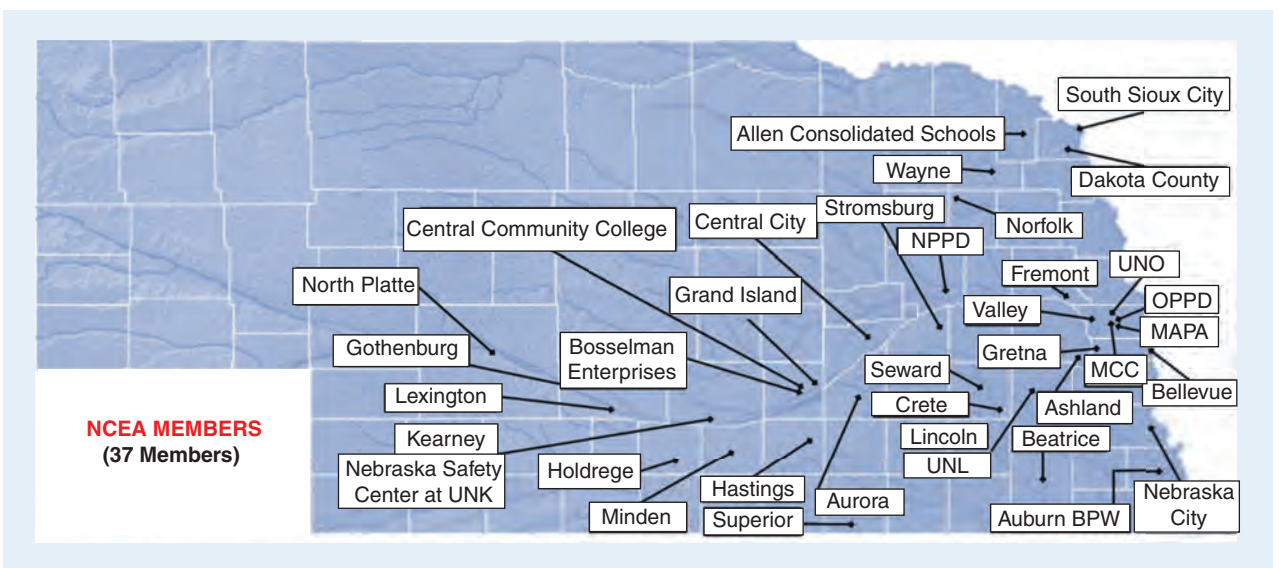 South Sioux City
Allen Consolidated Schools
Wayne
Dakota County
Stromsburg
Central City
Central Community College
Norfolk
NPPD
UNO
Fremont
North Platte
Grand Island
OPPD
Valley
MAPA
Gothenburg
Bosselman
Enterprises
Gretna
Seward
MCC
Bellevue
Lexington
Crete
Ashland
Kearney
Lincoln
Beatrice
UNL
Nebraska Safety
Center at UNK
Holdrege
Hastings
Aurora
Nebraska
City
Minden
Superior
Auburn BPW
NCEA MEMBERS
(37 Members)